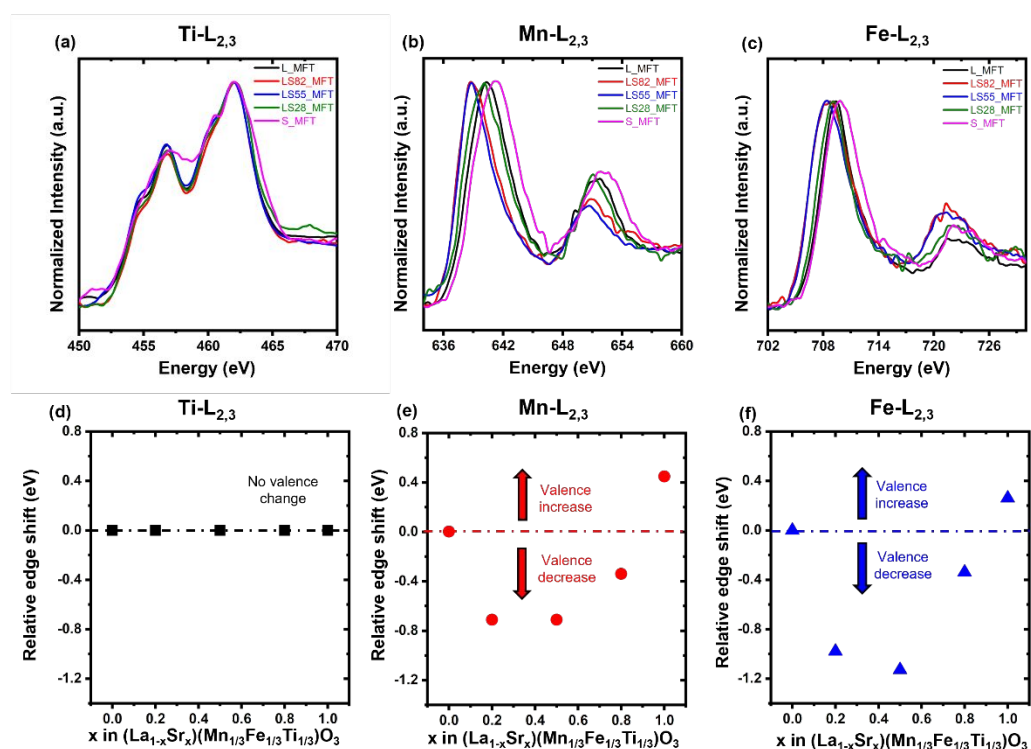 Ti-L2,3
(a)
L_MFT
LS82_MFT
LS55_MFT
LS28_MFT
S_MFT
Normalized Intensity (a.u.)
450 455 460 465 470
Energy (eV)
Mn-L2,3
(b)
L_MFT
LS82_MFT
LS55_MFT
LS28_MFT
S_MFT
Normalized Intensity (a.u.)
636 642 648 654 660
Energy (eV)
Fe-L2,3
(c)
L_MFT
LS82_MFT
LS55_MFT
LS28_MFT
S_MFT
Normalized Intensity (a.u.)
702 708 714 720 726
Energy (eV)
Ti-L2,3
(d)
No valence
change
Relative edge shift (eV)
0.8
0.4
0.0
-0.4
-0.8
-1.2
0.0 0.2 0.4 0.6 0.8 1.0
x in (La1-xSrx)(Mn1/3Fe1/3Ti1/3)O3
Mn-L2,3
(e)
Valence
increase
Valence
decrease
Relative edge shift (eV)
0.8
0.4
0.0
-0.4
-0.8
-1.2
0.0 0.2 0.4 0.6 0.8 1.0
x in (La1-xSrx)(Mn1/3Fe1/3Ti1/3)O3
Fe-L2,3
(f)
Valence
increase
Valence
decrease
Relative edge shift (eV)
0.8
0.4
0.0
-0.4
-0.8
-1.2
0.0 0.2 0.4 0.6 0.8 1.0
x in (La1-xSrx)(Mn1/3Fe1/3Ti1/3)O3